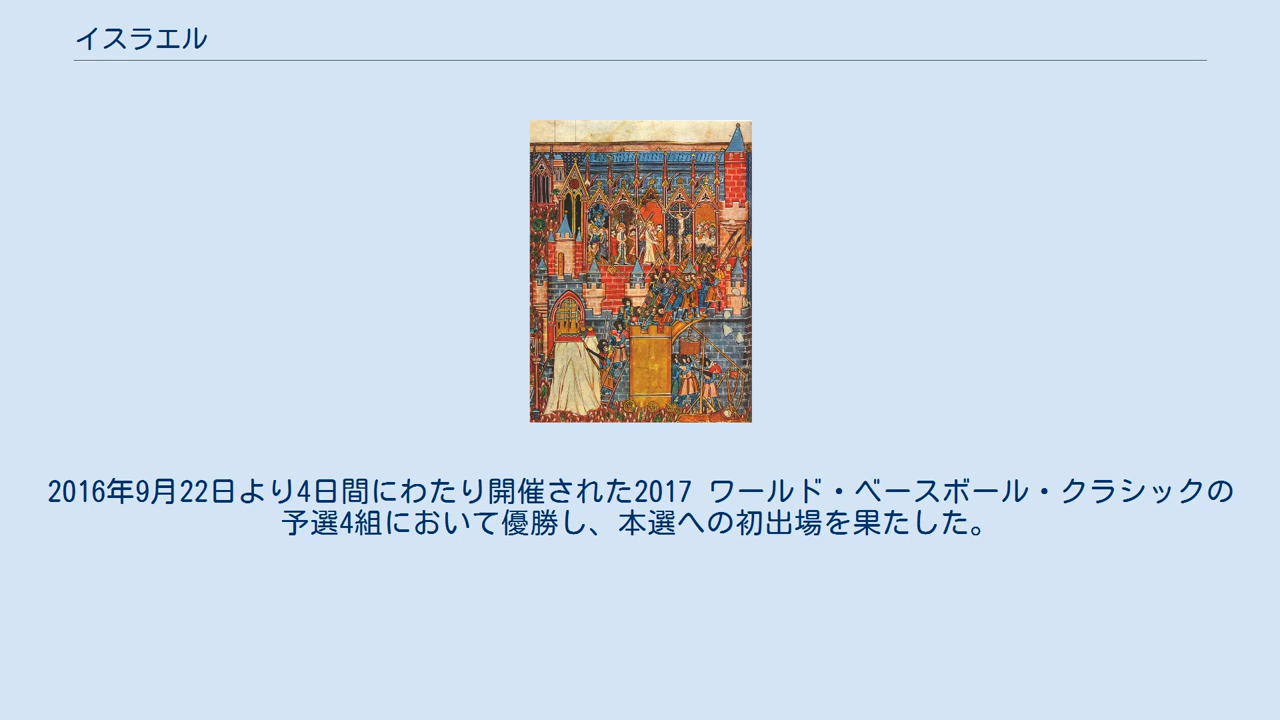 イスラエル
2016年9月22日より4日間にわたり開催された2017 ワールド・ベースボール・クラシックの
予選4組において優勝し、本選への初出場を果たした。